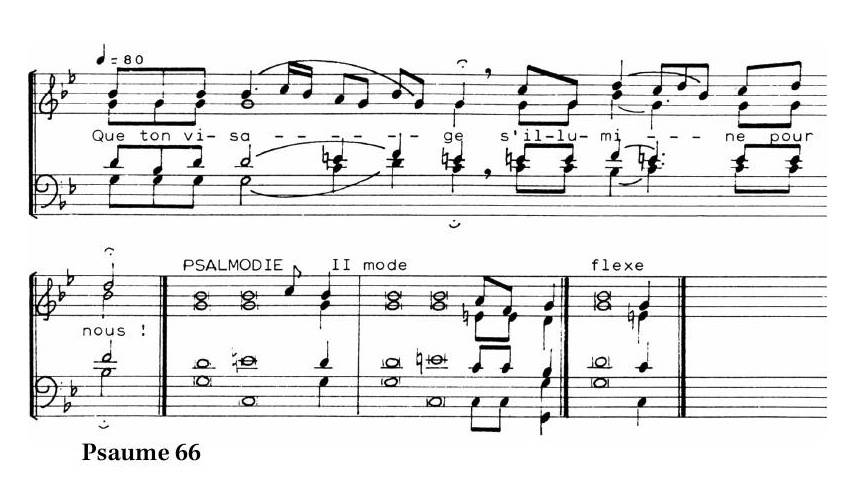 ♩=80
Que ton vi- sa - - - - - - ge s'il-lu- mi - - - ne pour
PSALMODIE II mode flexe
nous !
Psaume 66